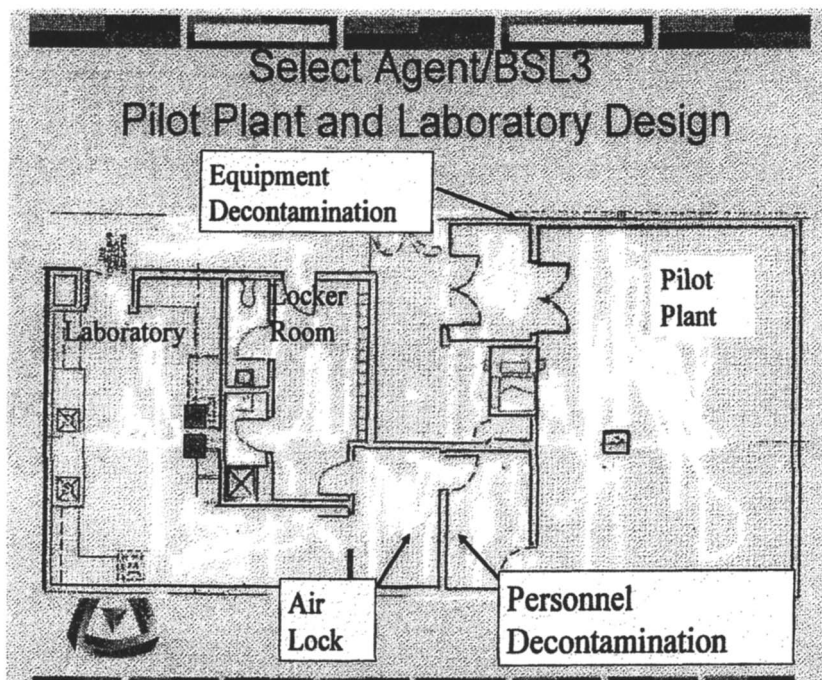 Select Agent/BSL3
Pilot Plant and Laboratory Design
Equipment
Decontamination
Pilot
Plant
Locker
Room
Laboratory
Air
Lock
Personnel
Decontamination